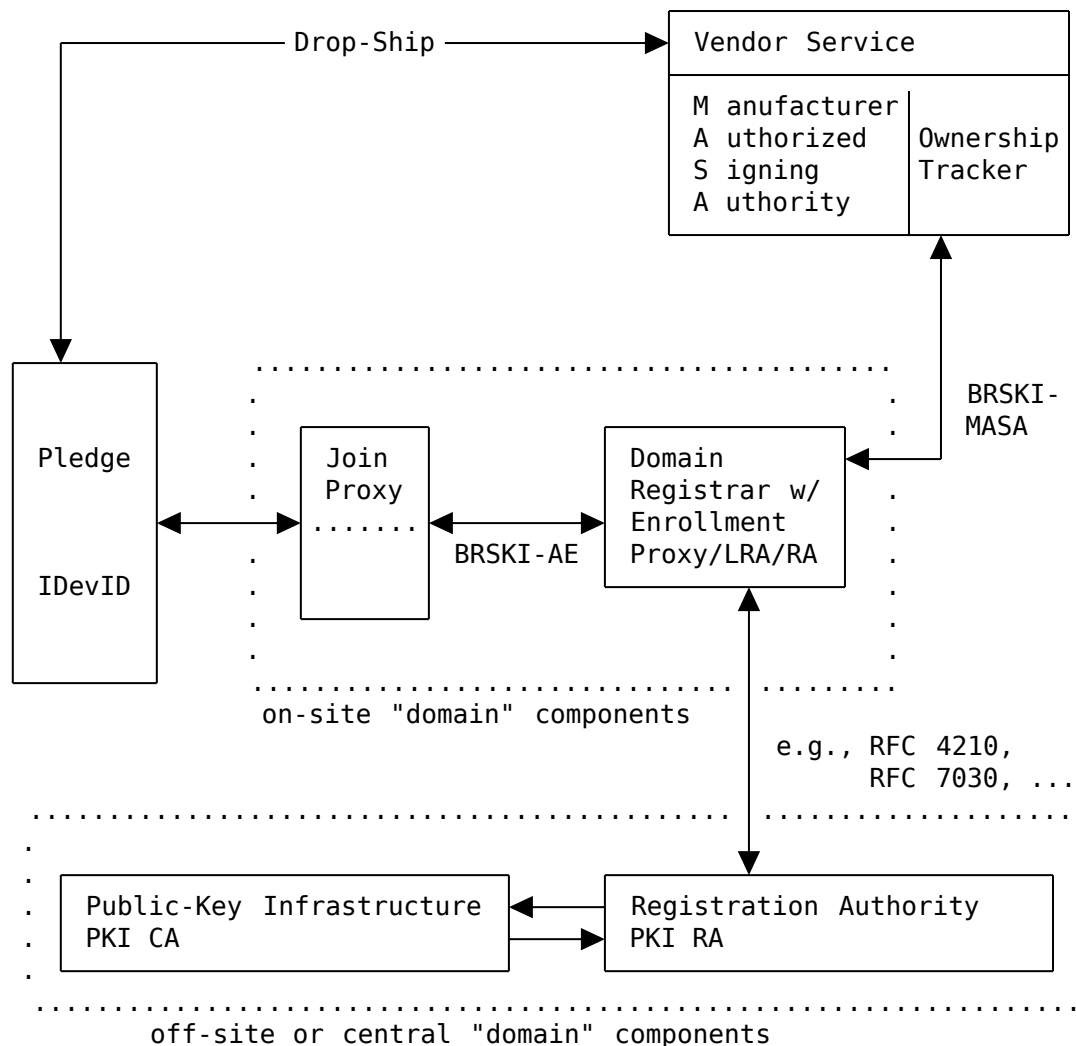 Drop-Ship
Vendor Service
M anufacturer
A uthorized
S igning
A uthority
Ownership
Tracker
BRSKI-
MASA
Pledge
IDevID
Join
Proxy
.......
BRSKI-AE
Domain
Registrar w/
Enrollment
Proxy/LRA/RA
on-site "domain" components
e.g., RFC 4210,
RFC 7030, ...
Public-Key Infrastructure
PKI CA
Registration Authority
PKI RA
off-site or central "domain" components